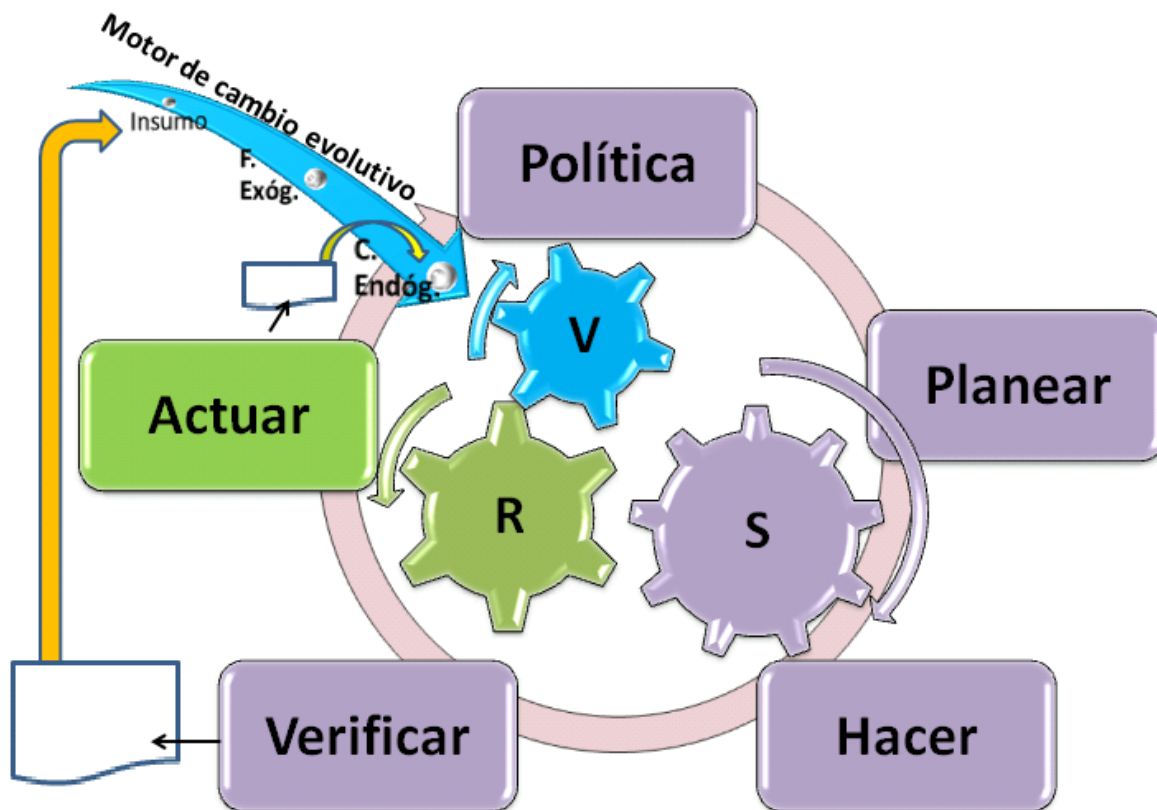 Motor de cambio evolutivo
Insumo
F.
Exóg.
C.
Endóg.
Política
V
Planear
Actuar
R
S
Verificar
Hacer